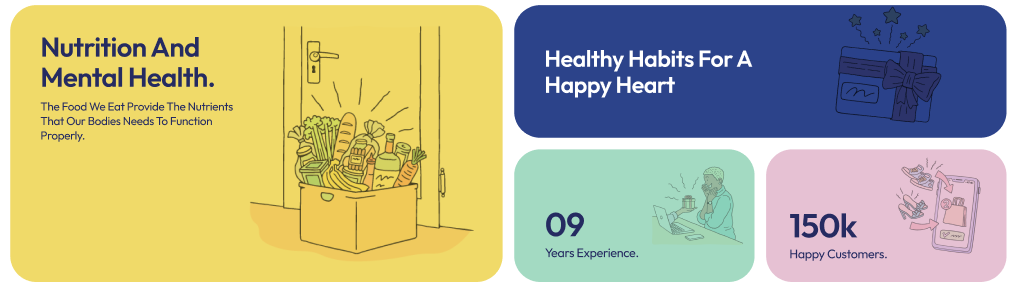 Nutrition And
Mental Health.
The Food We Eat Provide The Nutrients
That Our Bodies Needs To Function
Properly.
Healthy Habits For A
Happy Heart
09
Years Experience.
150k
Happy Customers.